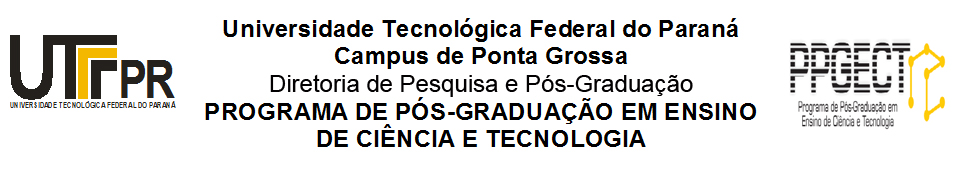 UTFPR
UNIVERSIDADE TECNOLÓGICA FEDERAL DO PARANÁ
Universidade Tecnológica Federal do Paraná
Campus de Ponta Grossa
Diretoria de Pesquisa e Pós-Graduação
PROGRAMA DE PÓS-GRADUAÇÃO EM ENSINO
DE CIÊNCIA E TECNOLOGIA
PPGECT
Programa de Pós-Graduação em
Ensino de Ciência e Tecnologia